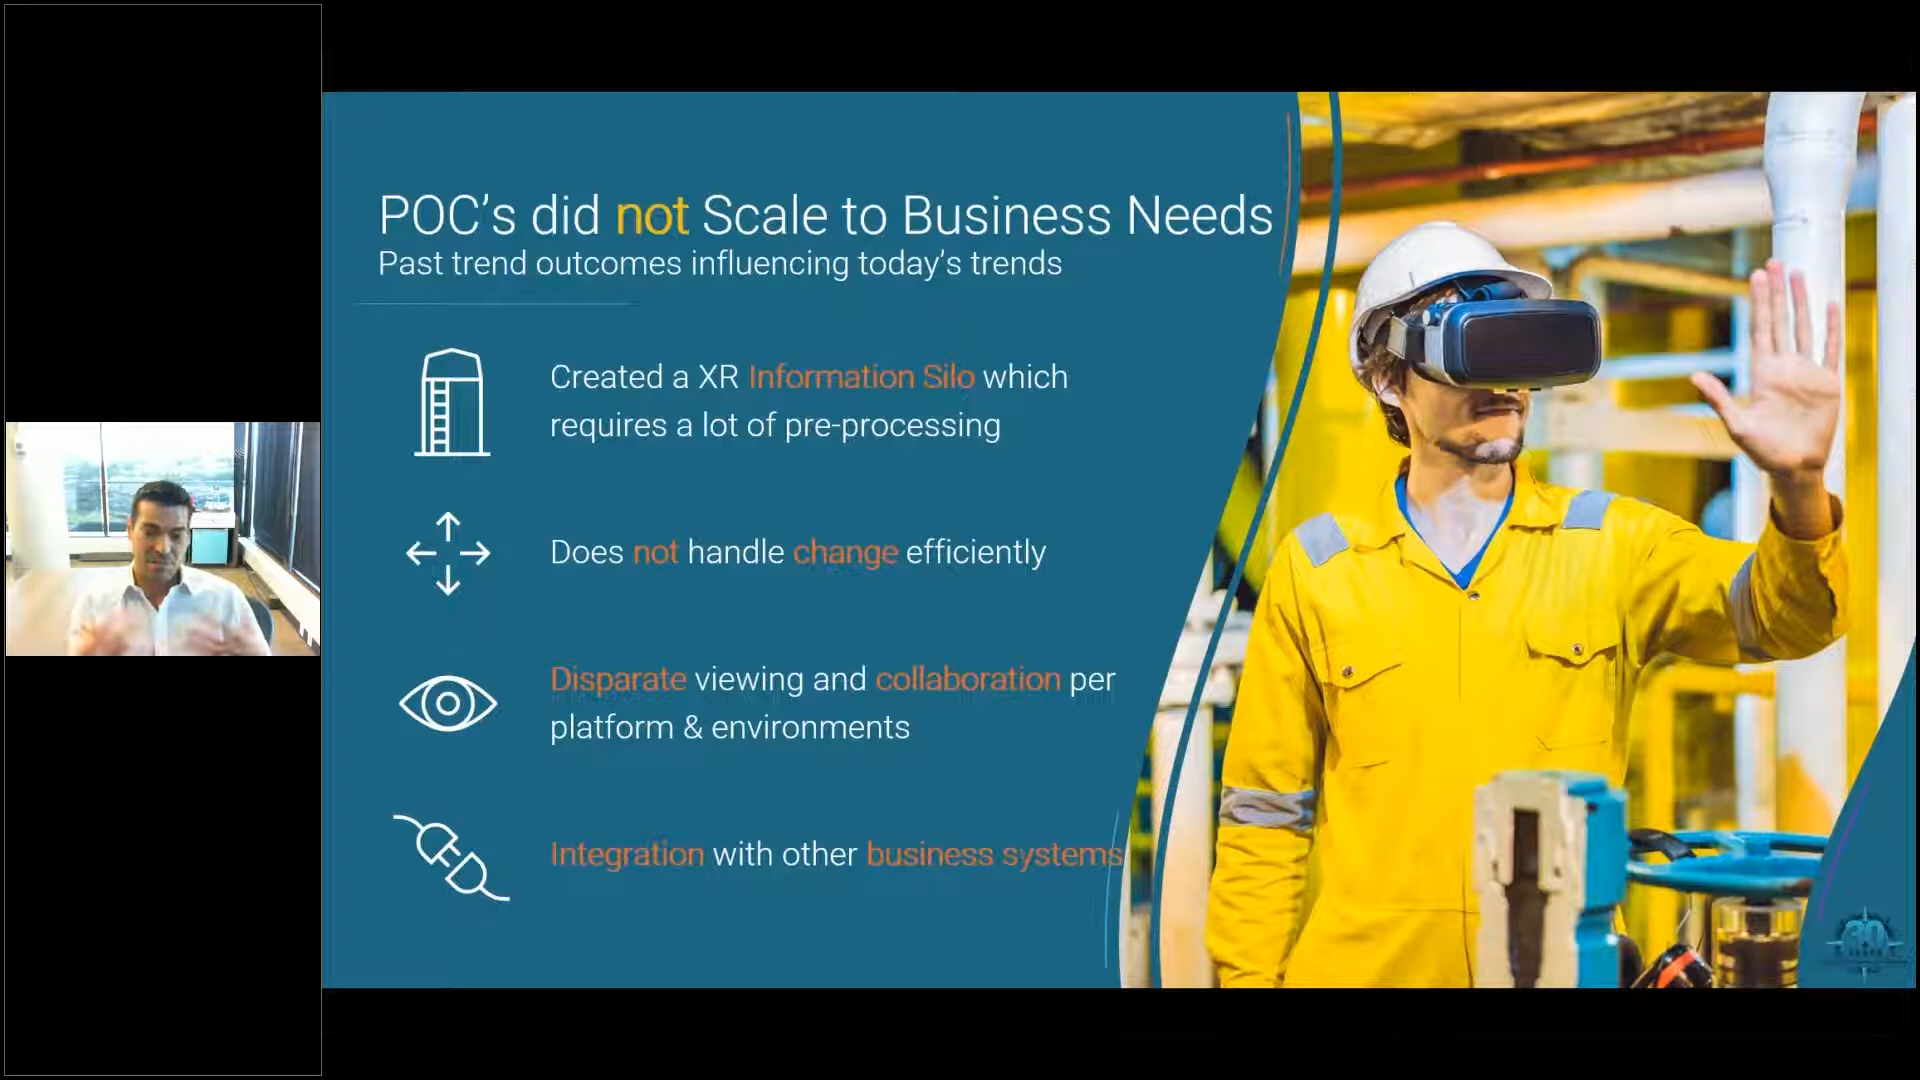 POC's did not Scale to Business Needs
Past trend outcomes influencing today's trends
Created a XR Information Silo which
requires a lot of pre-processing
Does not handle change efficiently
Disparate viewing and collaboration per
platform & environments
Integration with other business systems
30